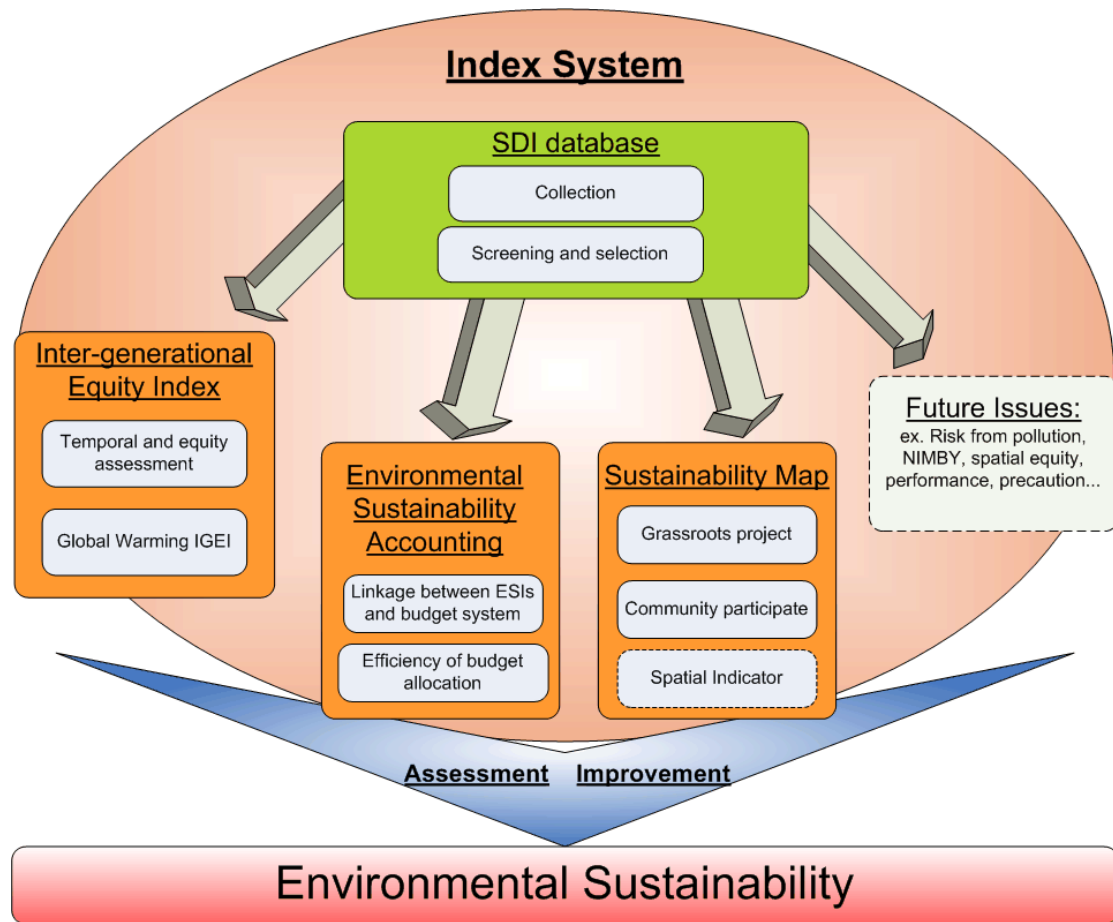 Index System
SDI database
Collection
Screening and selection
Inter-generational
Equity Index
Temporal and equity
assessment
Global Warming IGEI
Environmental
Sustainability
Accounting
Linkage between ESIs
and budget system
Efficiency of budget
allocation
Sustainability Map
Grassroots project
Community participate
Spatial Indicator
Future Issues:
ex. Risk from pollution,
NIMBY, spatial equity,
performance, precaution...
Assessment Improvement
Environmental Sustainability